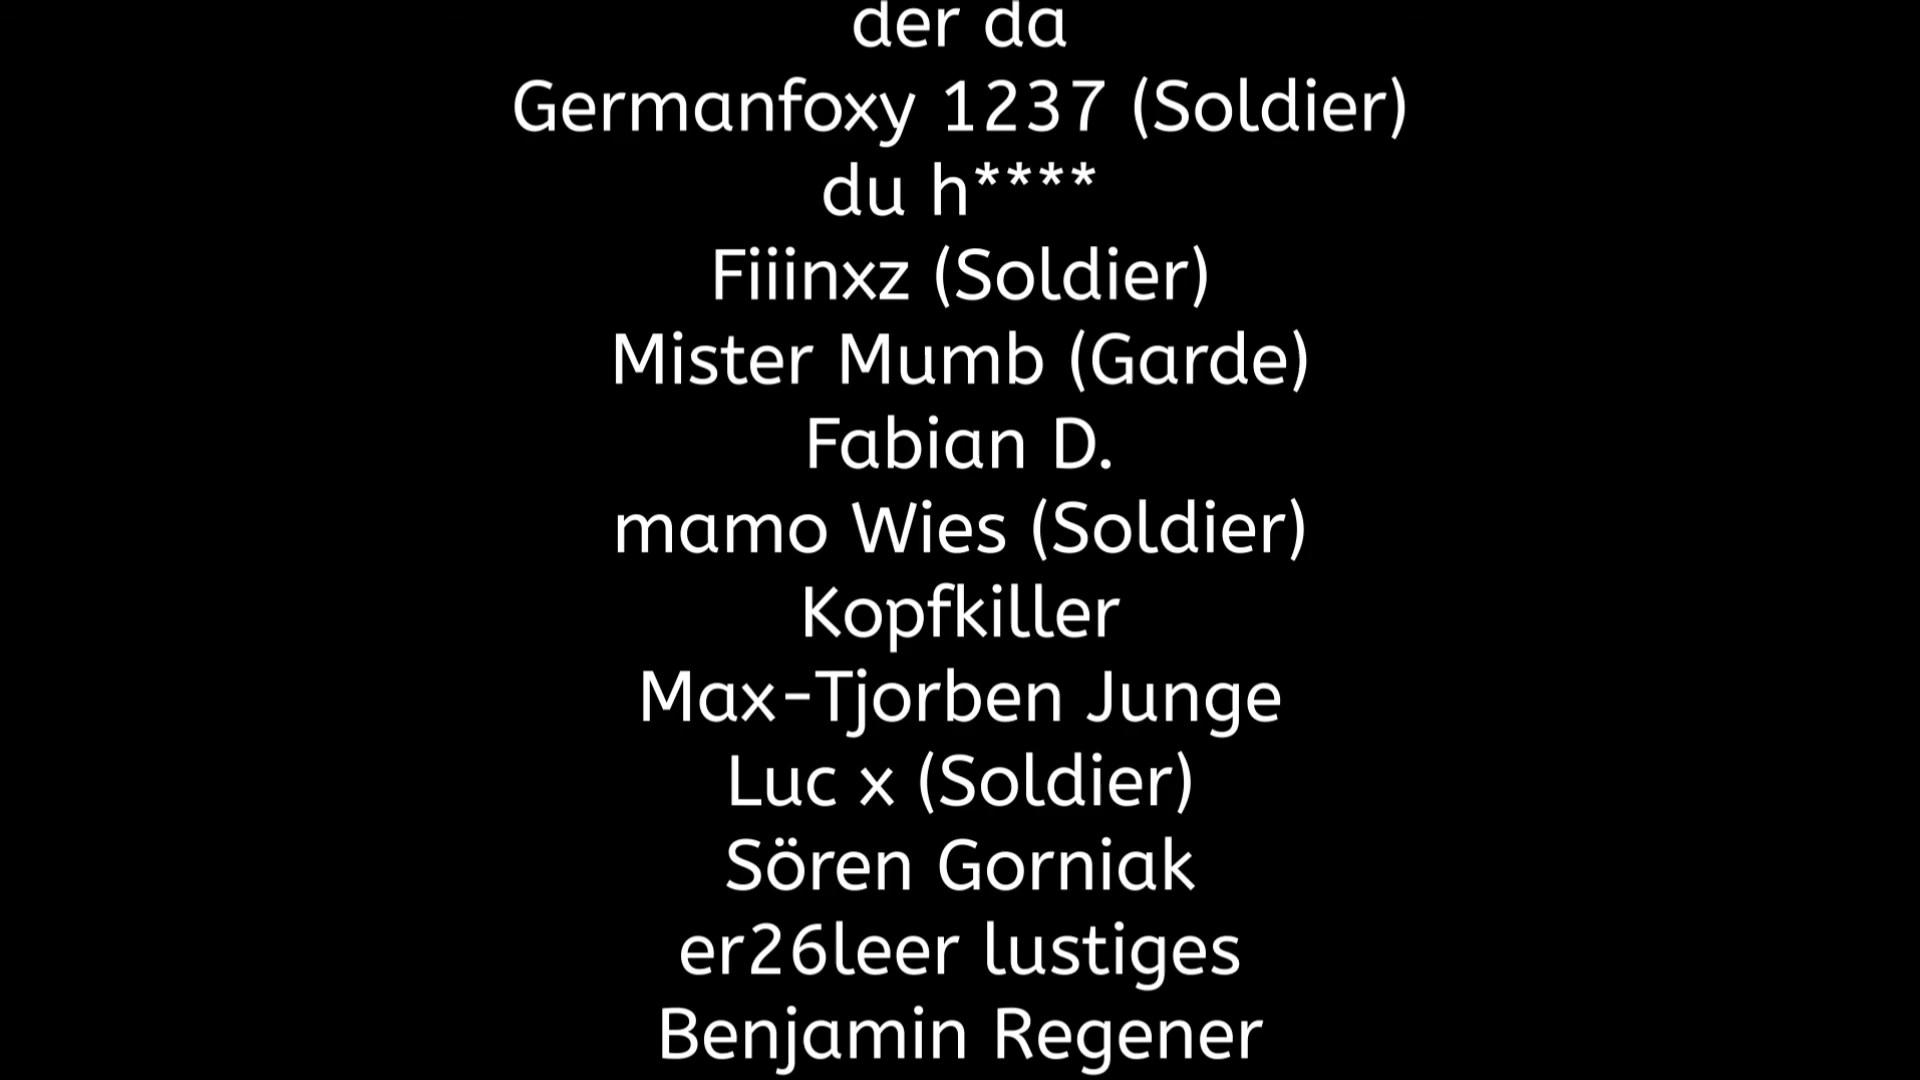 der da
Germanfoxy 1237 (Soldier)
du h****
Fiiinxz (Soldier)
Mister Mumb (Garde)
Fabian D.
mamo Wies (Soldier)
Kopfkiller
Max-Tjorben Junge
Luc x (Soldier)
Sören Gorniak
er26leer lustiges
Benjamin Regener